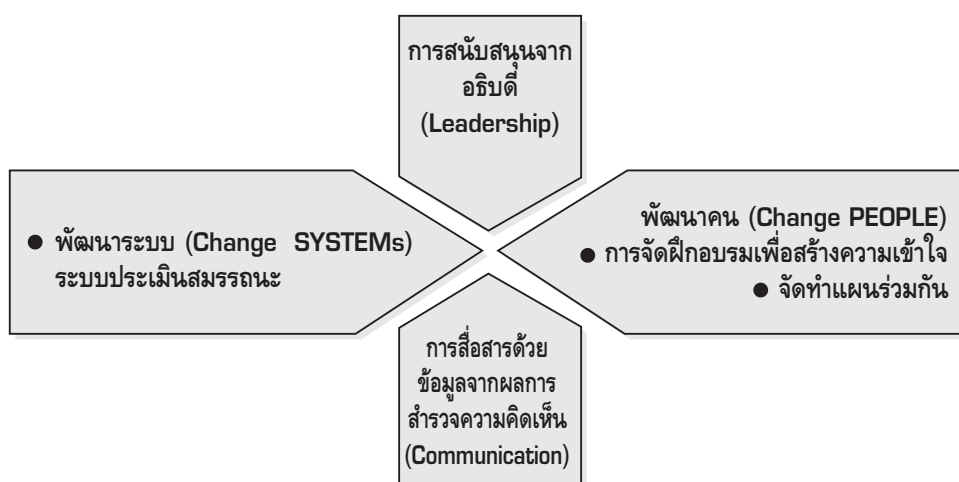 การสนับสนุนจาก
อธิบดี
(Leadership)
● พัฒนาระบบ (Change SYSTEMs)
ระบบประเมินสมรรถนะ
พัฒนาคน (Change PEOPLE)
● การจัดฝึกอบรมเพื่อสร้างความเข้าใจ
● จัดทำแผนร่วมกัน
การสื่อสารด้วย
ข้อมูลจากผลการ
สำรวจความคิดเห็น
(Communication)